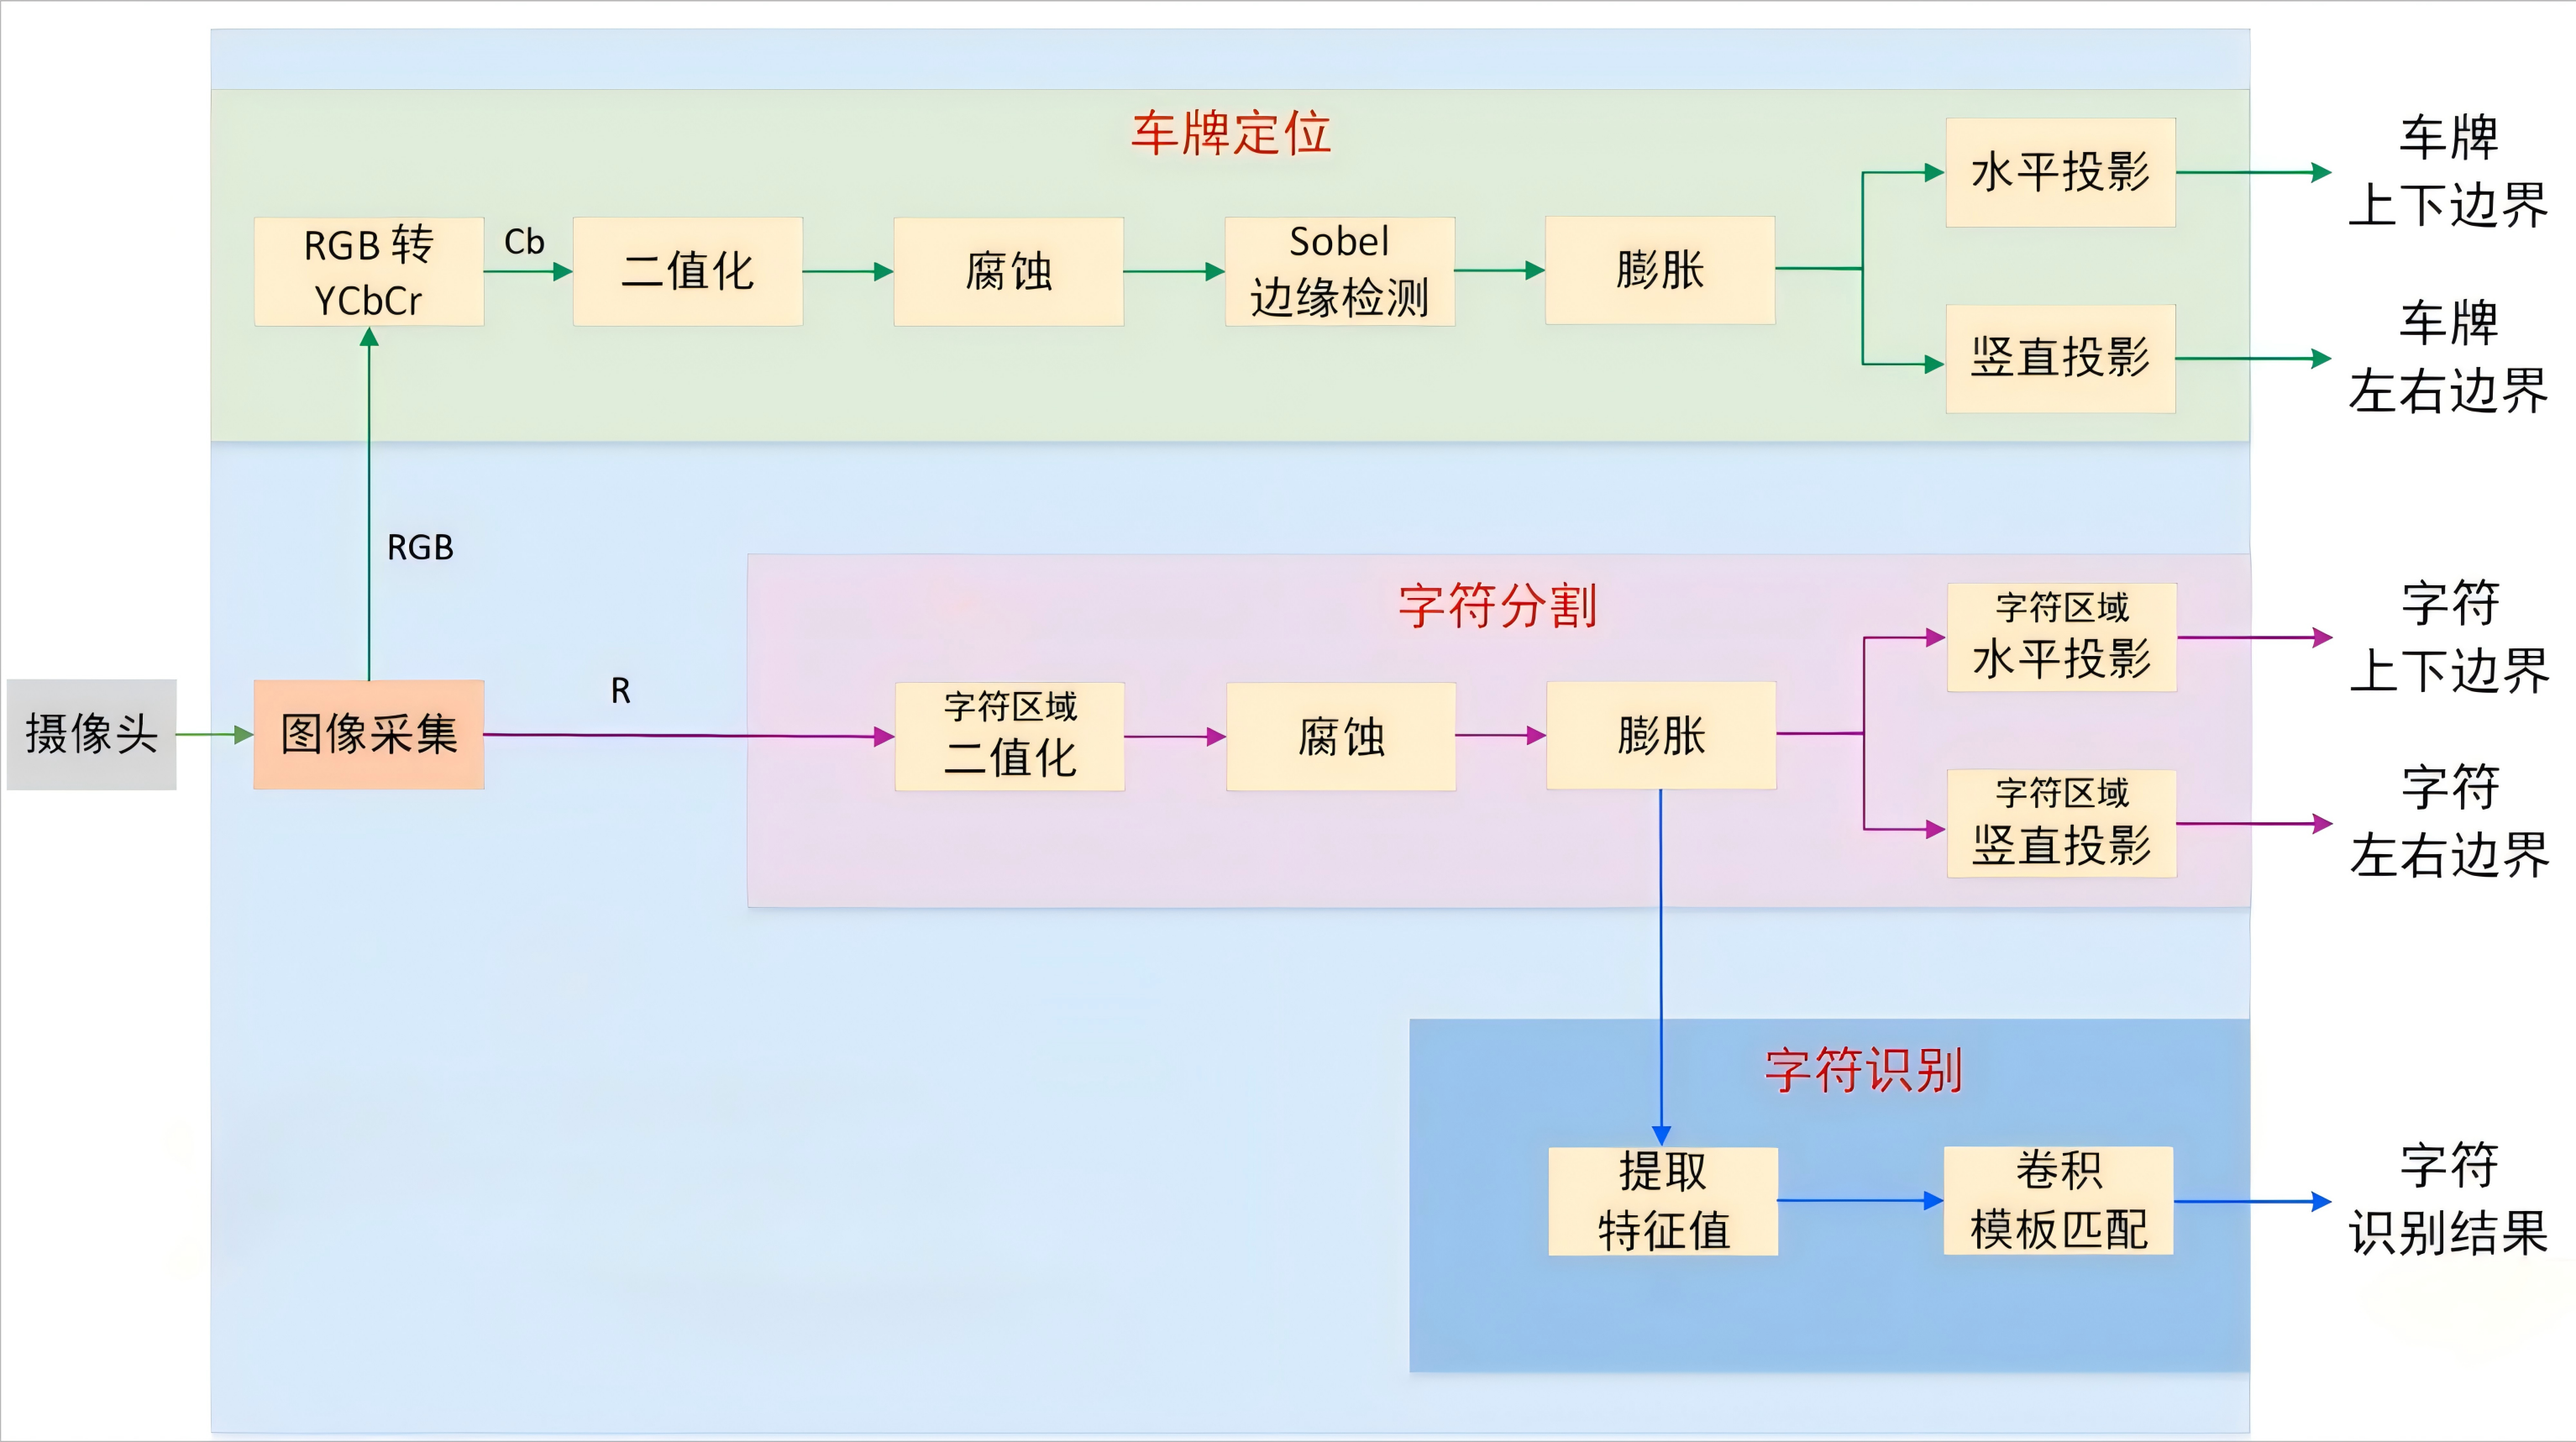 车牌定位
RGB 转
YCbCr
Cb
二值化
腐蚀
Sobel
边缘检测
膨胀
水平投影
竖直投影
车牌
上下边界
车牌
左右边界
RGB
摄像头
图像采集
R
字符分割
字符区域
二值化
腐蚀
膨胀
字符区域
水平投影
字符区域
竖直投影
字符
上下边界
字符
左右边界
字符识别
提取
特征值
卷积
模板匹配
字符
识别结果